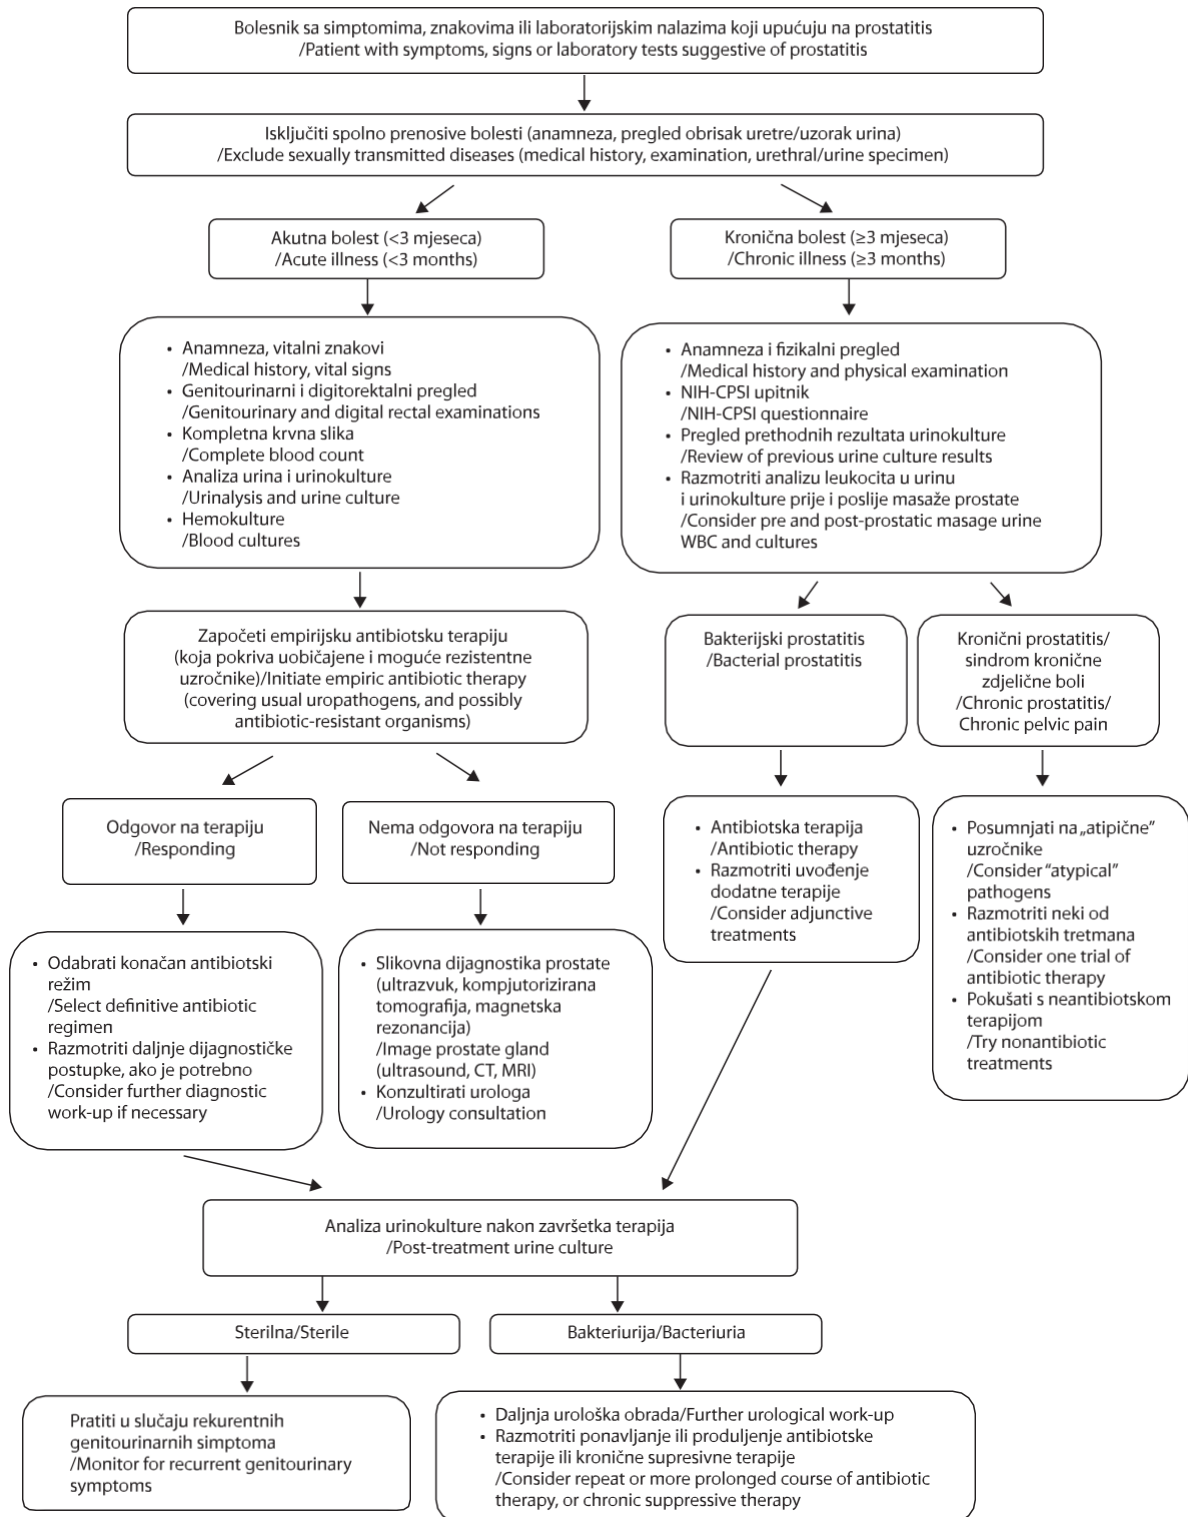 Bolesnik sa simptomima, znakovima ili laboratorijskim nalazima koji upućuju na prostatitis
/Patient with symptoms, signs or laboratory tests suggestive of prostatitis
Isključiti spolno prenosive bolesti (anamneza, pregled obrisak uretre/uzorak urina)
/Exclude sexually transmitted diseases (medical history, examination, urethral/urine specimen)
Akutna bolest (<3 mjeseca)
/Acute illness (<3 months)
Kronična bolest (≥3 mjeseca)
/Chronic illness (≥3 months)
• Anamneza, vitalni znakovi
/Medical history, vital signs
• Genitourinarni i digitorektalni pregled
/Genitourinary and digital rectal examinations
• Kompletna krvna slika
/Complete blood count
• Analiza urina i urinokulture
/Urinalysis and urine culture
• Hemokulture
/Blood cultures
• Anamneza i fizikalni pregled
/Medical history and physical examination
• NIH-CPSI upitnik
/NIH-CPSI questionnaire
• Pregled prethodnih rezultata urinokulture
/Review of previous urine culture results
• Razmotriti analizu leukocita u urinu
i urinokulture prije i poslije masaže prostate
/Consider pre and post-prostatic masage urine
WBC and cultures
Započeti empirijsku antibiotsku terapiju
(koja pokriva uobičajene i moguće rezistentne
uzročnike)/Initiate empiric antibiotic therapy
(covering usual uropathogens, and possibly
antibiotic-resistant organisms)
Bakterijski prostatitis
/Bacterial prostatitis
Kronični prostatitis/
sindrom kronične
zdjelične boli
/Chronic prostatitis/
Chronic pelvic pain
Odgovor na terapiju
/Responding
Nema odgovora na terapiju
/Not responding
• Antibiotska terapija
/Antibiotic therapy
• Razmotriti uvođenje
dodatne terapije
/Consider adjunctive
treatments
• Posumnjati na „atipične”
uzročnike
/Consider “atypical”
pathogens
• Razmotriti neki od
antibiotskih tretmana
/Consider one trial of
antibiotic therapy
• Pokušati s neantibiotskom
terapijom
/Try nonantibiotic
treatments
• Odabrati konačan antibiotski
režim
/Select definitive antibiotic
regimen
• Razmotriti daljnje dijagnostičke
postupke, ako je potrebno
/Consider further diagnostic
work-up if necessary
• Slikovna dijagnostika prostate
(ultrazvuk, kompjutorizirana
tomografija, magnetska
rezonancija)
/Image prostate gland
(ultrasound, CT, MRI)
• Konzultirati urologa
/Urology consultation
Analiza urinokulture nakon završetka terapija
/Post-treatment urine culture
Sterilna/Sterile
Bakteriurija/Bacteriuria
Pratiti u slučaju rekurentnih
genitourinarnih simptoma
/Monitor for recurrent genitourinary
symptoms
• Daljnja urološka obrada/Further urological work-up
• Razmotriti ponavljanje ili produljenje antibiotske
terapije ili kronične supresivne terapije
/Consider repeat or more prolonged course of antibiotic
therapy, or chronic suppressive therapy